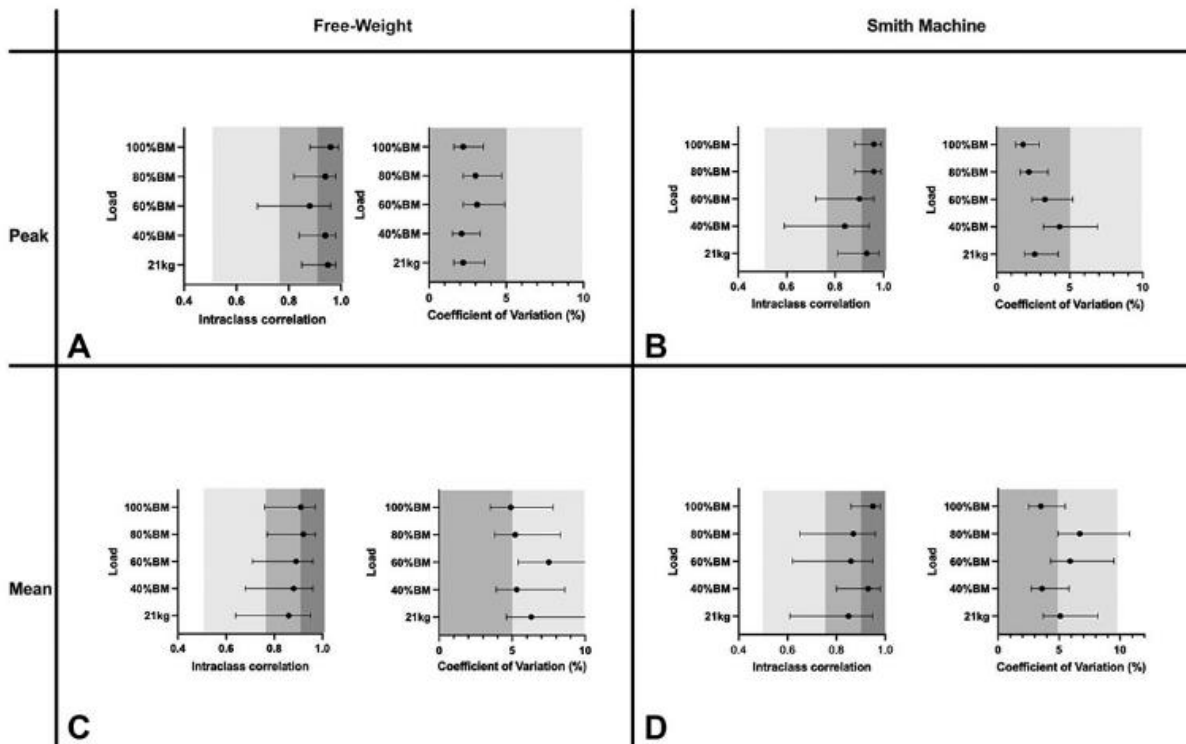 Free-Weight
Smith Machine
Peak
Load
100%BM
80%BM
60%BM
40%BM
21kg
0.4 0.6 0.8 1.0
Intraclass correlation
Load
100%BM
80%BM
60%BM
40%BM
21kg
0 5 10
Coefficient of Variation (%)
A
Load
100%BM
80%BM
60%BM
40%BM
21kg
0.4 0.6 0.8 1.0
Intraclass correlation
Load
100%BM
80%BM
60%BM
40%BM
21kg
0 5 10
Coefficient of Variation (%)
B
Mean
Load
100%BM
80%BM
60%BM
40%BM
21kg
0.4 0.6 0.8 1.0
Intraclass correlation
Load
100%BM
80%BM
60%BM
40%BM
21kg
0 5 10
Coefficient of Variation (%)
C
Load
100%BM
80%BM
60%BM
40%BM
21kg
0.4 0.6 0.8 1.0
Intraclass correlation
Load
100%BM
80%BM
60%BM
40%BM
21kg
0 5 10
Coefficient of Variation (%)
D